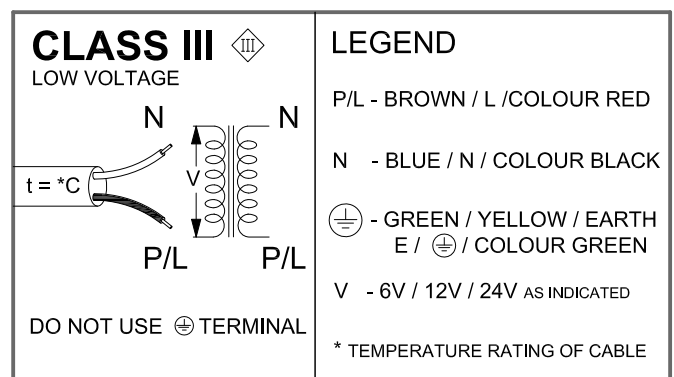 CLASS III III
LOW VOLTAGE
N N
t = *C V
P/L P/L
DO NOT USE ⏚ TERMINAL
LEGEND
P/L - BROWN / L /COLOUR RED
N - BLUE / N / COLOUR BLACK
⏚ - GREEN / YELLOW / EARTH
E / ⏚ / COLOUR GREEN
V - 6V / 12V / 24V AS INDICATED
* TEMPERATURE RATING OF CABLE